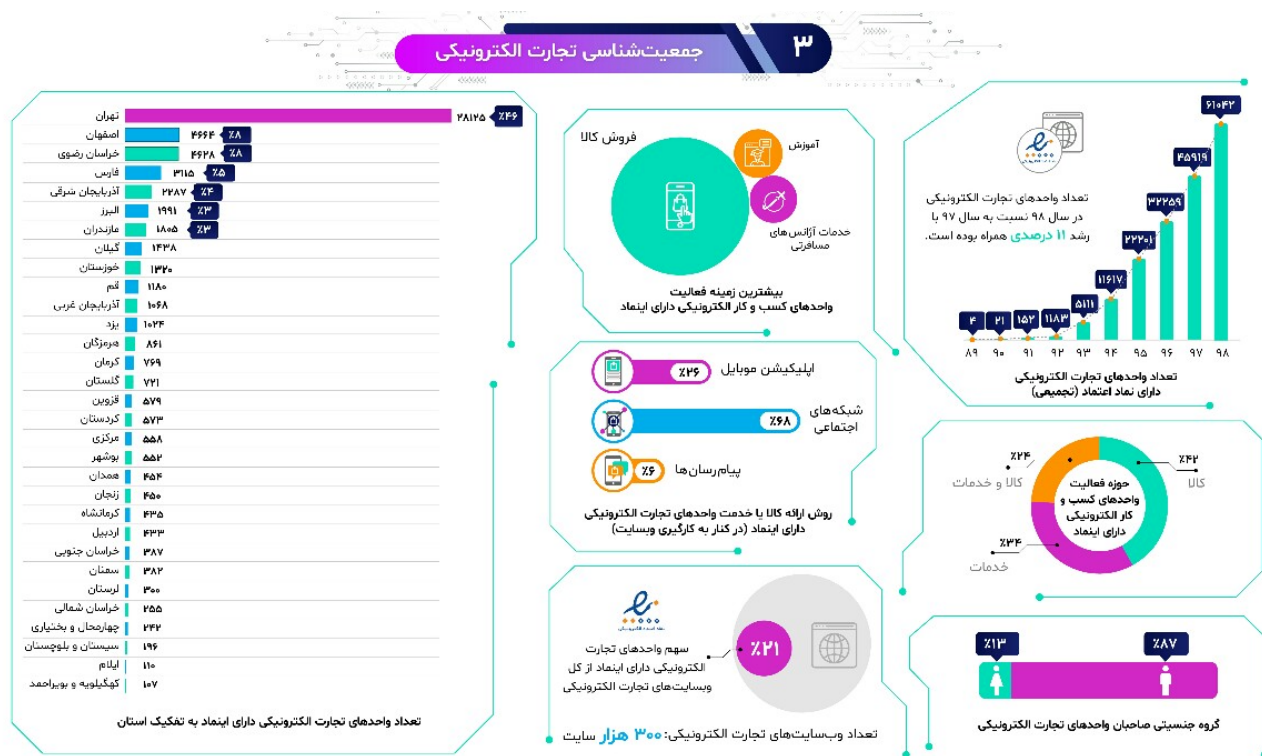 ۳
جمعیت‌شناسی تجارت الکترونیکی
تعداد واحدهای تجارت الکترونیکی
در سال ۹۸ نسبت به سال ۹۷ با
رشد ۱۱ درصدی همراه بوده است.
۴
۲۱
۱۵۲
۱۱۸۳
۵۱۱۱
۱۱۶۱۷
۲۲۲۰۱
۳۲۲۵۹
۴۵۹۱۹
۶۱۰۴۲
۸۹ ۹۰ ۹۱ ۹۲ ۹۳ ۹۴ ۹۵ ۹۶ ۹۷ ۹۸
تعداد واحدهای تجارت الکترونیکی
دارای نماد اعتماد (تجمیعی)
حوزه فعالیت
واحدهای کسب و
کار الکترونیکی
دارای اینماد
٪۴۲
کالا
٪۲۴
کالا و خدمات
٪۳۴
خدمات
٪۸۷
٪۱۳
گروه جنسیتی صاحبان واحدهای تجارت الکترونیکی
فروش کالا
آموزش
خدمات آژانس‌های
مسافرتی
بیشترین زمینه فعالیت
واحدهای کسب و کار الکترونیکی دارای اینماد
اپلیکیشن موبایل
٪۲۶
شبکه‌های
اجتماعی
٪۶۸
پیام‌رسان‌ها
٪۶
روش ارائه کالا یا خدمت واحدهای تجارت الکترونیکی
دارای اینماد (در کنار به کارگیری وبسایت)
٪۲۱
سهم واحدهای تجارت
الکترونیکی دارای اینماد از کل
وبسایت‌های تجارت الکترونیکی
تعداد وب‌سایت‌های تجارت الکترونیکی: ۳۰۰ هزار سایت
تهران ۲۸۱۲۵ ٪۴۶
اصفهان ۴۶۶۴ ٪۸
خراسان رضوی ۴۶۲۸ ٪۸
فارس ۳۱۱۵ ٪۵
آذربایجان شرقی ۲۲۸۷ ٪۴
البرز ۱۹۹۱ ٪۳
مازندران ۱۸۰۵ ٪۳
گیلان ۱۴۳۸
خوزستان ۱۳۲۰
قم ۱۱۸۰
آذربایجان غربی ۱۰۶۸
یزد ۱۰۲۴
هرمزگان ۸۶۱
کرمان ۷۶۹
گلستان ۷۲۱
قزوین ۵۷۹
کردستان ۵۷۳
مرکزی ۵۵۸
بوشهر ۵۵۲
همدان ۴۵۴
زنجان ۴۵۰
کرمانشاه ۴۳۵
اردبیل ۴۳۳
خراسان جنوبی ۳۸۷
سمنان ۳۸۲
لرستان ۳۰۰
خراسان شمالی ۲۵۵
چهارمحال و بختیاری ۲۴۲
سیستان و بلوچستان ۱۹۶
ایلام ۱۱۰
کهگیلویه و بویراحمد ۱۰۷
تعداد واحدهای تجارت الکترونیکی دارای اینماد به تفکیک استان